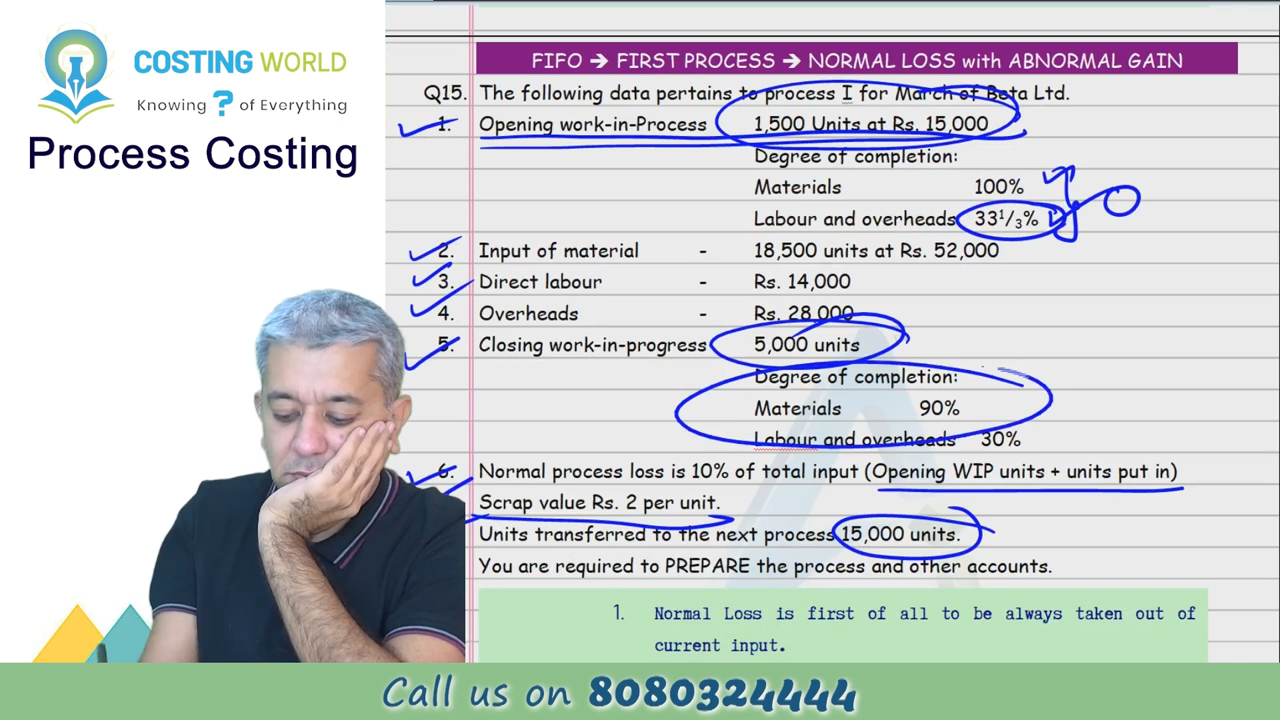 COSTING WORLD
Knowing ? of Everything
Process Costing
FIFO ➔ FIRST PROCESS ➔ NORMAL LOSS with ABNORMAL GAIN
Q15. The following data pertains to process I for March of Beta Ltd.
1. Opening work-in-Process 1,500 Units at Rs. 15,000
Degree of completion:
Materials 100%
Labour and overheads 33 1/3%
2. Input of material - 18,500 units at Rs. 52,000
3. Direct labour - Rs. 14,000
4. Overheads - Rs. 28,000
5. Closing work-in-progress 5,000 units
Degree of completion:
Materials 90%
Labour and overheads 30%
6. Normal process loss is 10% of total input (Opening WIP units + units put in)
Scrap value Rs. 2 per unit.
Units transferred to the next process 15,000 units.
You are required to PREPARE the process and other accounts.
1. Normal Loss is first of all to be always taken out of
current input.
Call us on 8080324444